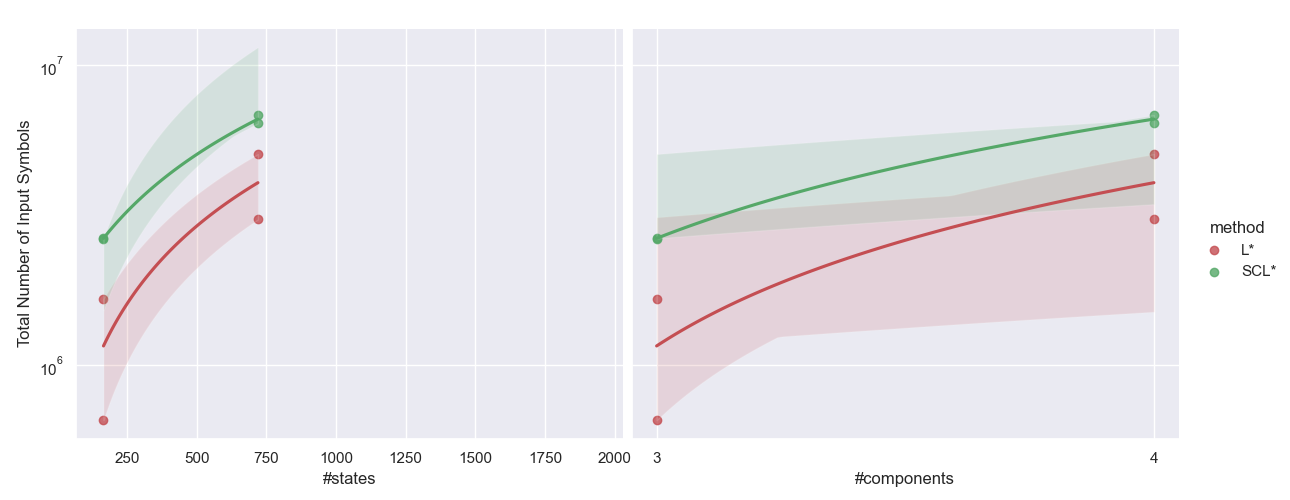 Total Number of Input Symbols
10^7
10^6
250 500 750 1000 1250 1500 1750 2000
#states
3 4
#components
method
L*
SCL*